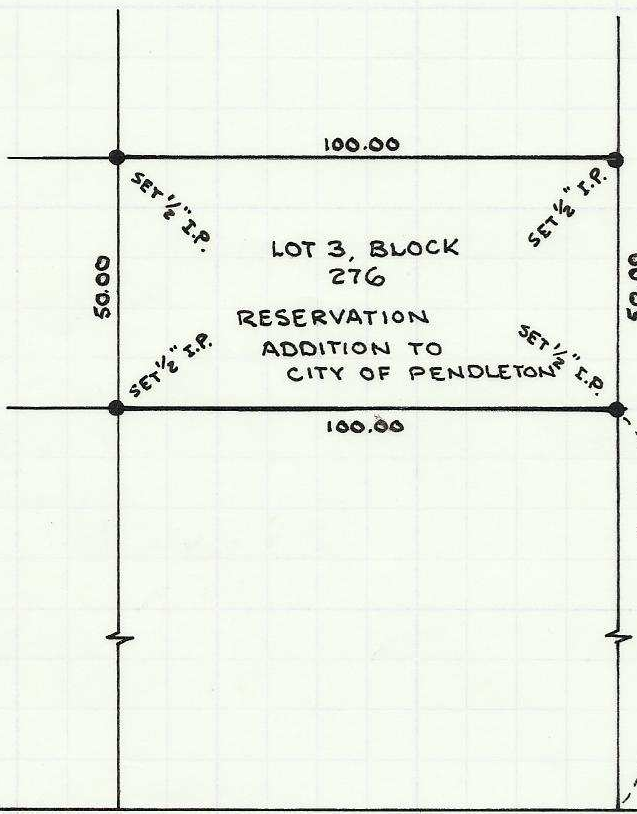 100.00
SET 1/2" I.P.
SET 1/2" I.P.
LOT 3, BLOCK
276
50.00
50.00
RESERVATION
ADDITION TO
CITY OF PENDLETON
SET 1/2" I.P.
SET 1/2" I.P.
100.00